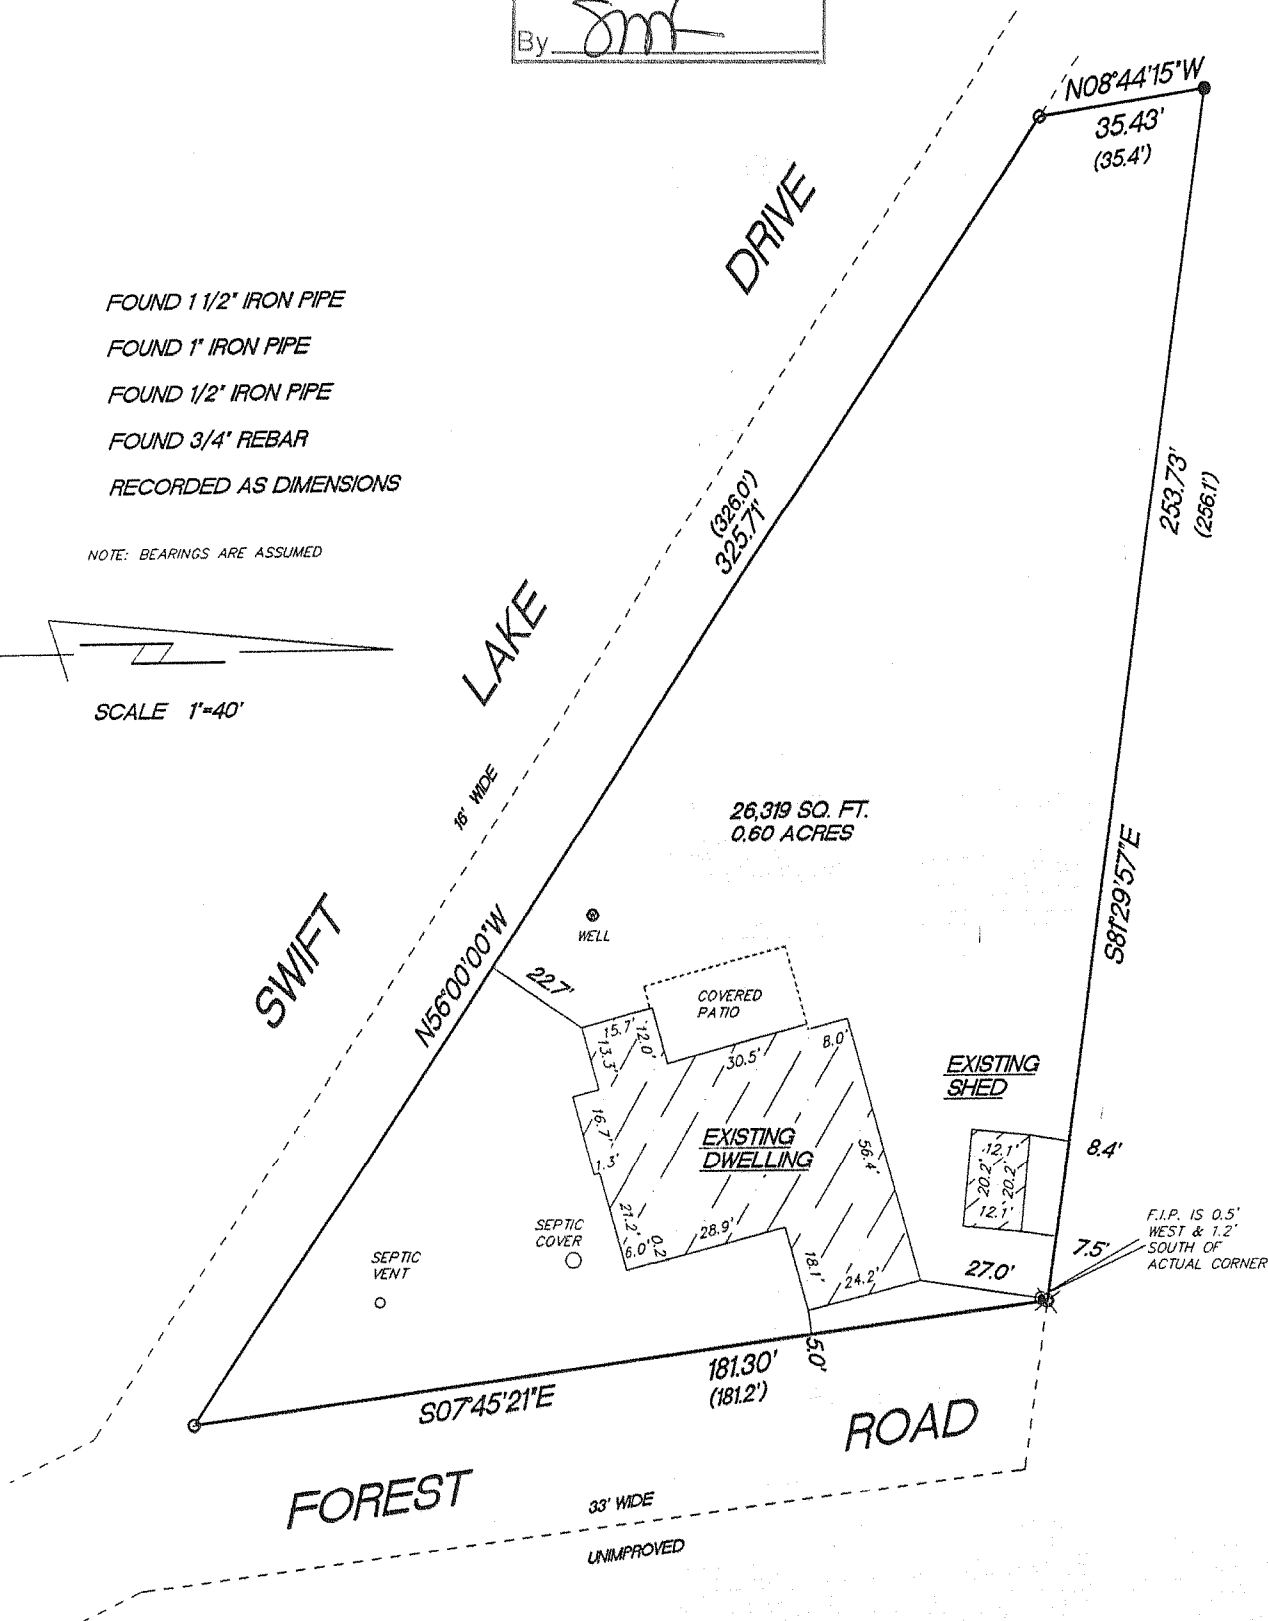 By
N08°44'15"W
35.43'
(35.4')
DRIVE
FOUND 1 1/2" IRON PIPE
FOUND 1" IRON PIPE
FOUND 1/2" IRON PIPE
FOUND 3/4" REBAR
RECORDED AS DIMENSIONS
NOTE: BEARINGS ARE ASSUMED
SCALE 1"=40'
(326.0')
325.71'
253.73'
(256.1')
LAKE
16' WIDE
26,319 SQ. FT.
0.60 ACRES
S81°29'57"E
SWIFT
N56°00'00"W
WELL
22.7'
COVERED
PATIO
15.7'
12.0'
13.3'
30.5'
8.0'
EXISTING
SHED
16.7'
1.3'
EXISTING
DWELLING
56.4'
12.1'
20.2'
20.2'
12.1'
8.4'
21.2'
6.0'
0.2'
28.9'
18.1'
24.2'
SEPTIC
COVER
SEPTIC
VENT
27.0'
7.5'
F.I.P. IS 0.5'
WEST & 1.2'
SOUTH OF
ACTUAL CORNER
5.0'
181.30'
(181.2')
S07°45'21"E
ROAD
FOREST
33' WIDE
UNIMPROVED